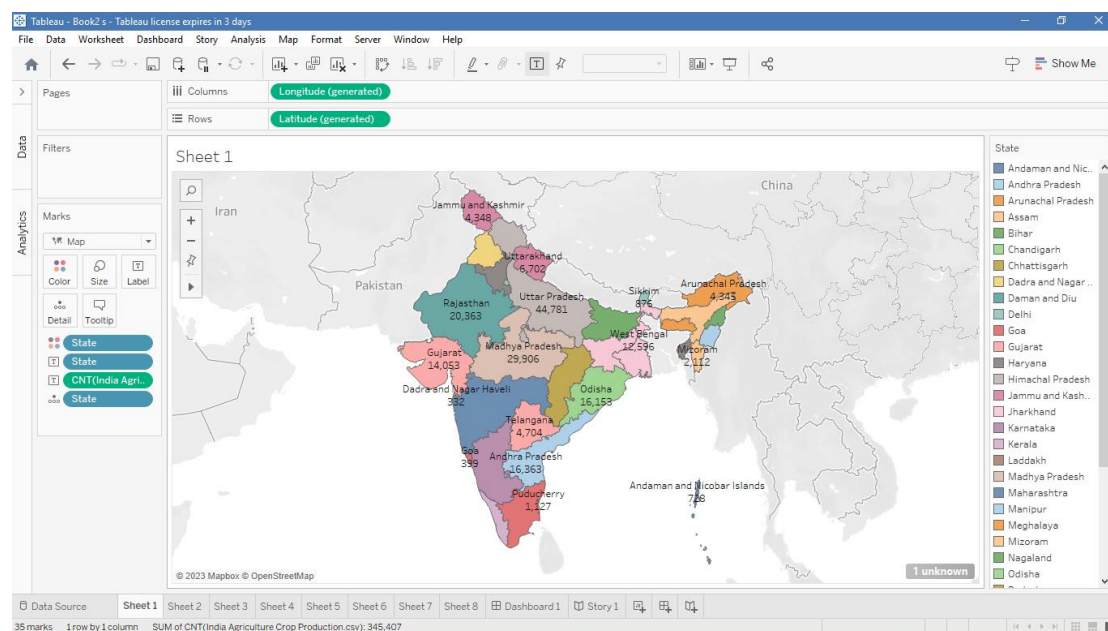 Tableau - Book2 s - Tableau license expires in 3 days
File Data Worksheet Dashboard Story Analysis Map Format Server Window Help
Show Me
Pages
iii Columns
Longitude (generated)
Rows
Latitude (generated)
Data
Analytics
Filters
Marks
Map
Color
Size
Label
Detail
Tooltip
State
State
CNT(India Agri..
State
Sheet 1
Iran
China
Pakistan
Jammu and Kashmir
4,348
Uttarakhand
6,702
Rajasthan
20,363
Uttar Pradesh
44,781
Sikkim
Arunachal Pradesh
4,345
Gujarat
14,053
Madhya Pradesh
29,906
West Bengal
12,596
Mizoram
2,112
Dadra and Nagar Haveli
332
Odisha
16,153
Telangana
4,704
Goa
399
Andhra Pradesh
16,363
Puducherry
1,127
Andaman and Nicobar Islands
728
© 2023 Mapbox © OpenStreetMap
1 unknown
State
Andaman and Nic..
Andhra Pradesh
Arunachal Pradesh
Assam
Bihar
Chandigarh
Chhattisgarh
Dadra and Nagar ..
Daman and Diu
Delhi
Goa
Gujarat
Haryana
Himachal Pradesh
Jammu and Kash..
Jharkhand
Karnataka
Kerala
Laddakh
Madhya Pradesh
Maharashtra
Manipur
Meghalaya
Mizoram
Nagaland
Odisha
Data Source Sheet 1 Sheet 2 Sheet 3 Sheet 4 Sheet 5 Sheet 6 Sheet 7 Sheet 8 Dashboard 1 Story 1
35 marks 1 row by 1 column SUM of CNT(India Agriculture Crop Production.csv): 345,407